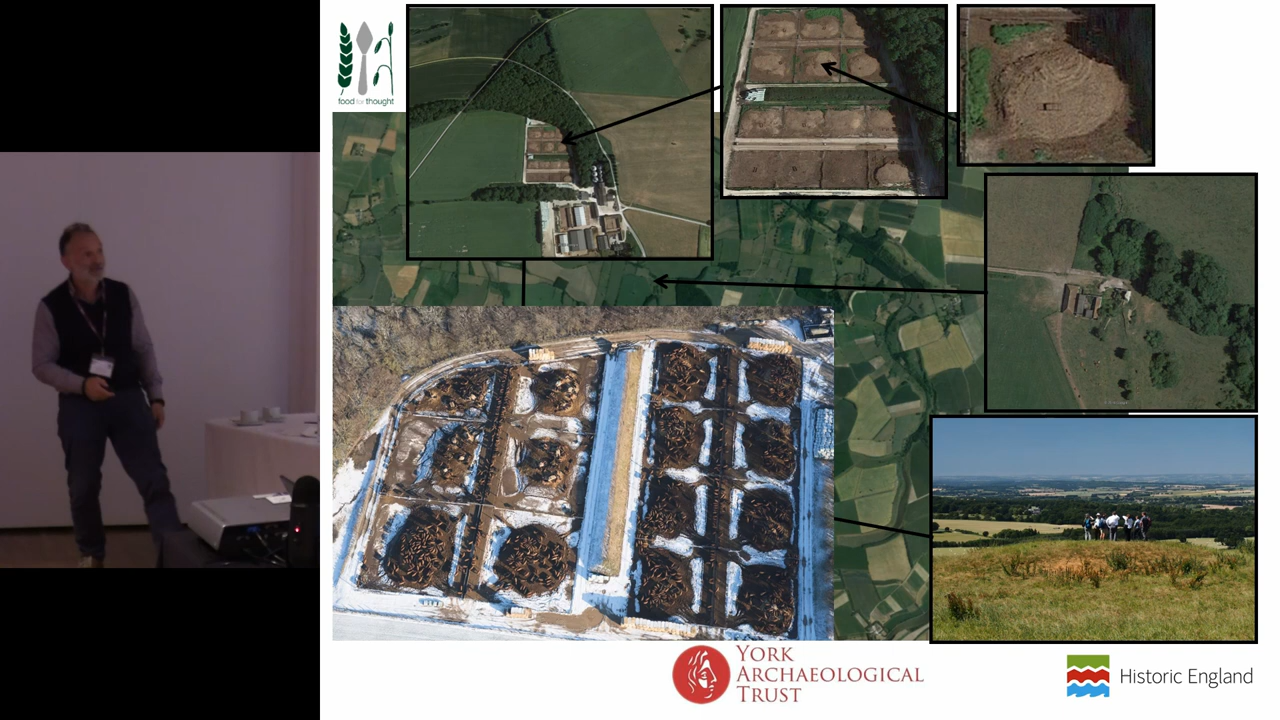 food for thought
YORK
ARCHAEOLOGICAL
TRUST
Historic England